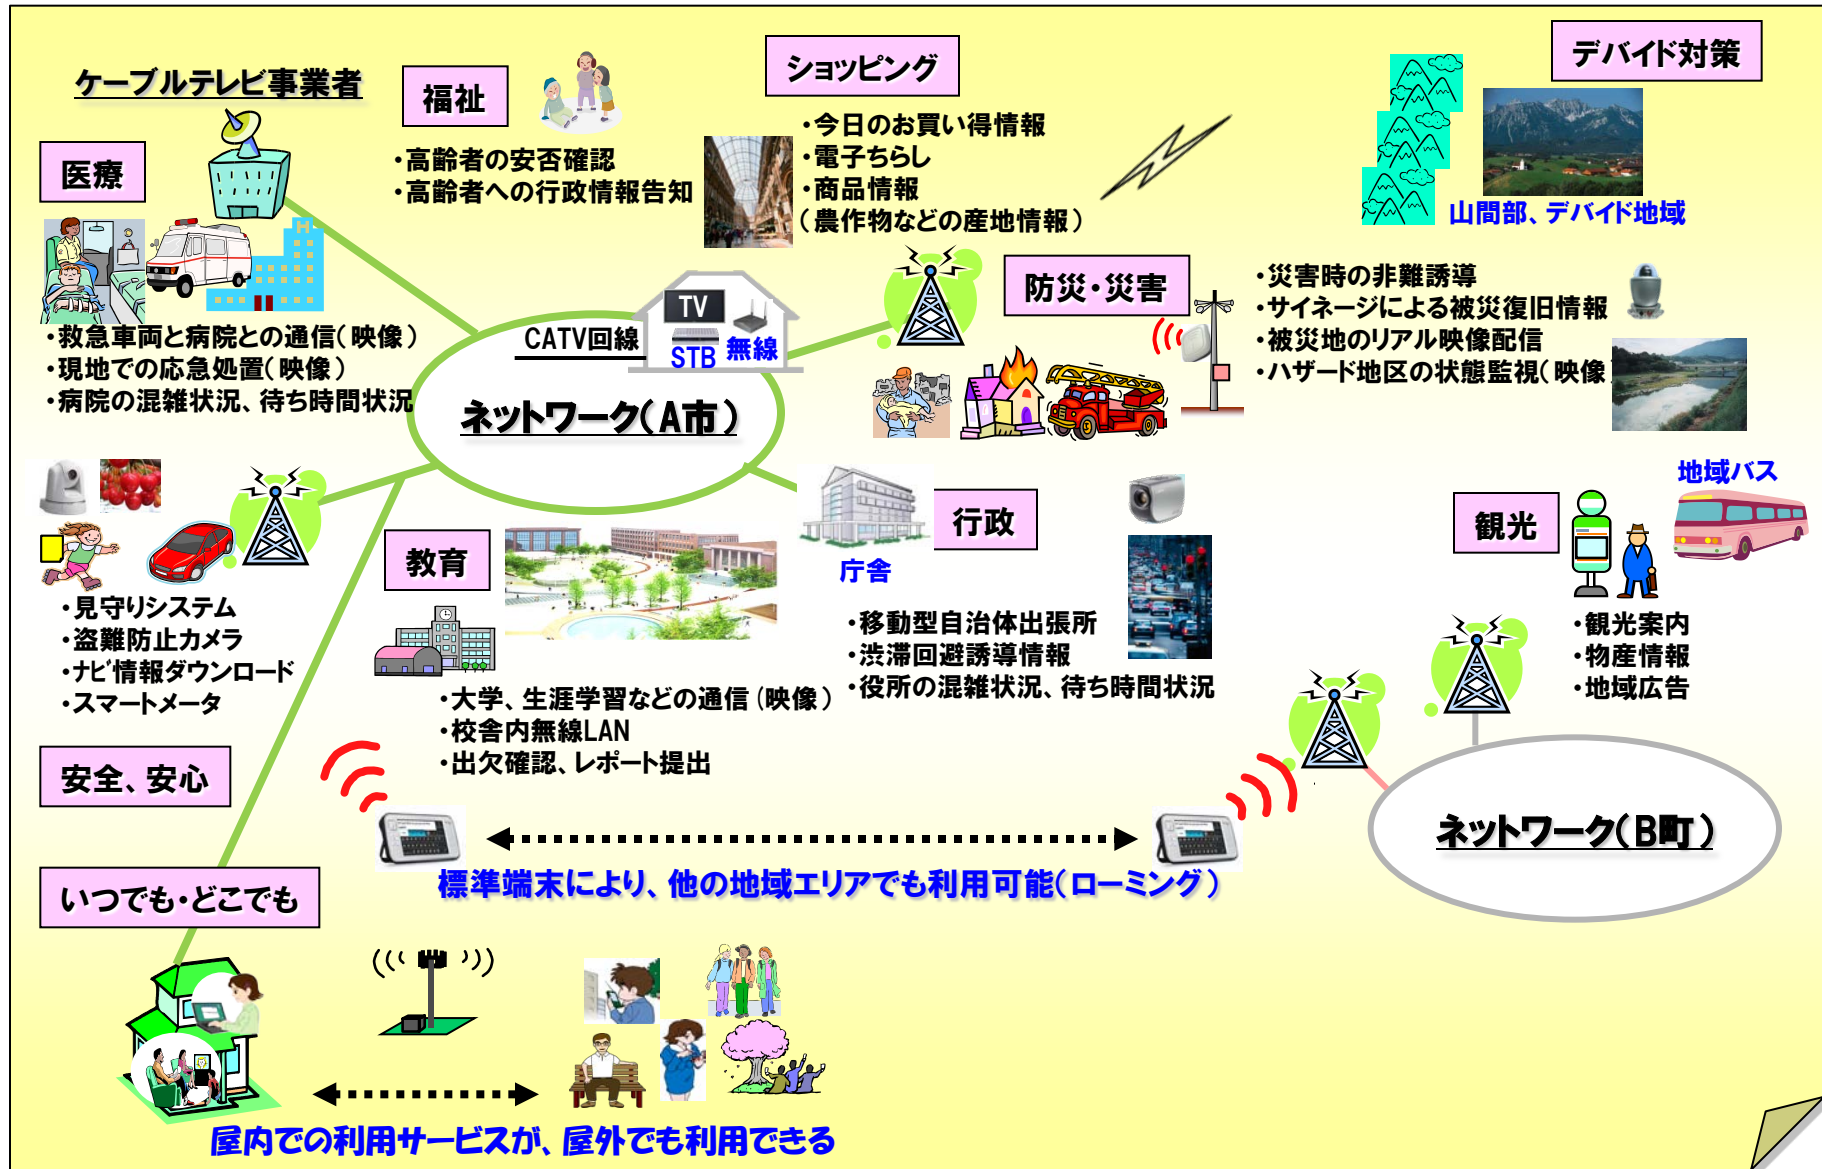 ケーブルテレビ事業者
福祉
・高齢者の安否確認
・高齢者への行政情報告知
ショッピング
・今日のお買い得情報
・電子ちらし
・商品情報
(農作物などの産地情報)
デバイド対策
山間部、デバイド地域
医療
・救急車両と病院との通信(映像)
・現地での応急処置(映像)
・病院の混雑状況、待ち時間状況
CATV回線
TV
STB
無線
ネットワーク(A市)
防災・災害
・災害時の非難誘導
・サイネージによる被災復旧情報
・被災地のリアル映像配信
・ハザード地区の状態監視(映像)
・見守りシステム
・盗難防止カメラ
・ナビ情報ダウンロード
・スマートメータ
安全、安心
教育
・大学、生涯学習などの通信(映像)
・校舎内無線LAN
・出欠確認、レポート提出
庁舎
行政
・移動型自治体出張所
・渋滞回避誘導情報
・役所の混雑状況、待ち時間状況
観光
地域バス
・観光案内
・物産情報
・地域広告
ネットワーク(B町)
標準端末により、他の地域エリアでも利用可能(ローミング)
いつでも・どこでも
屋内での利用サービスが、屋外でも利用できる